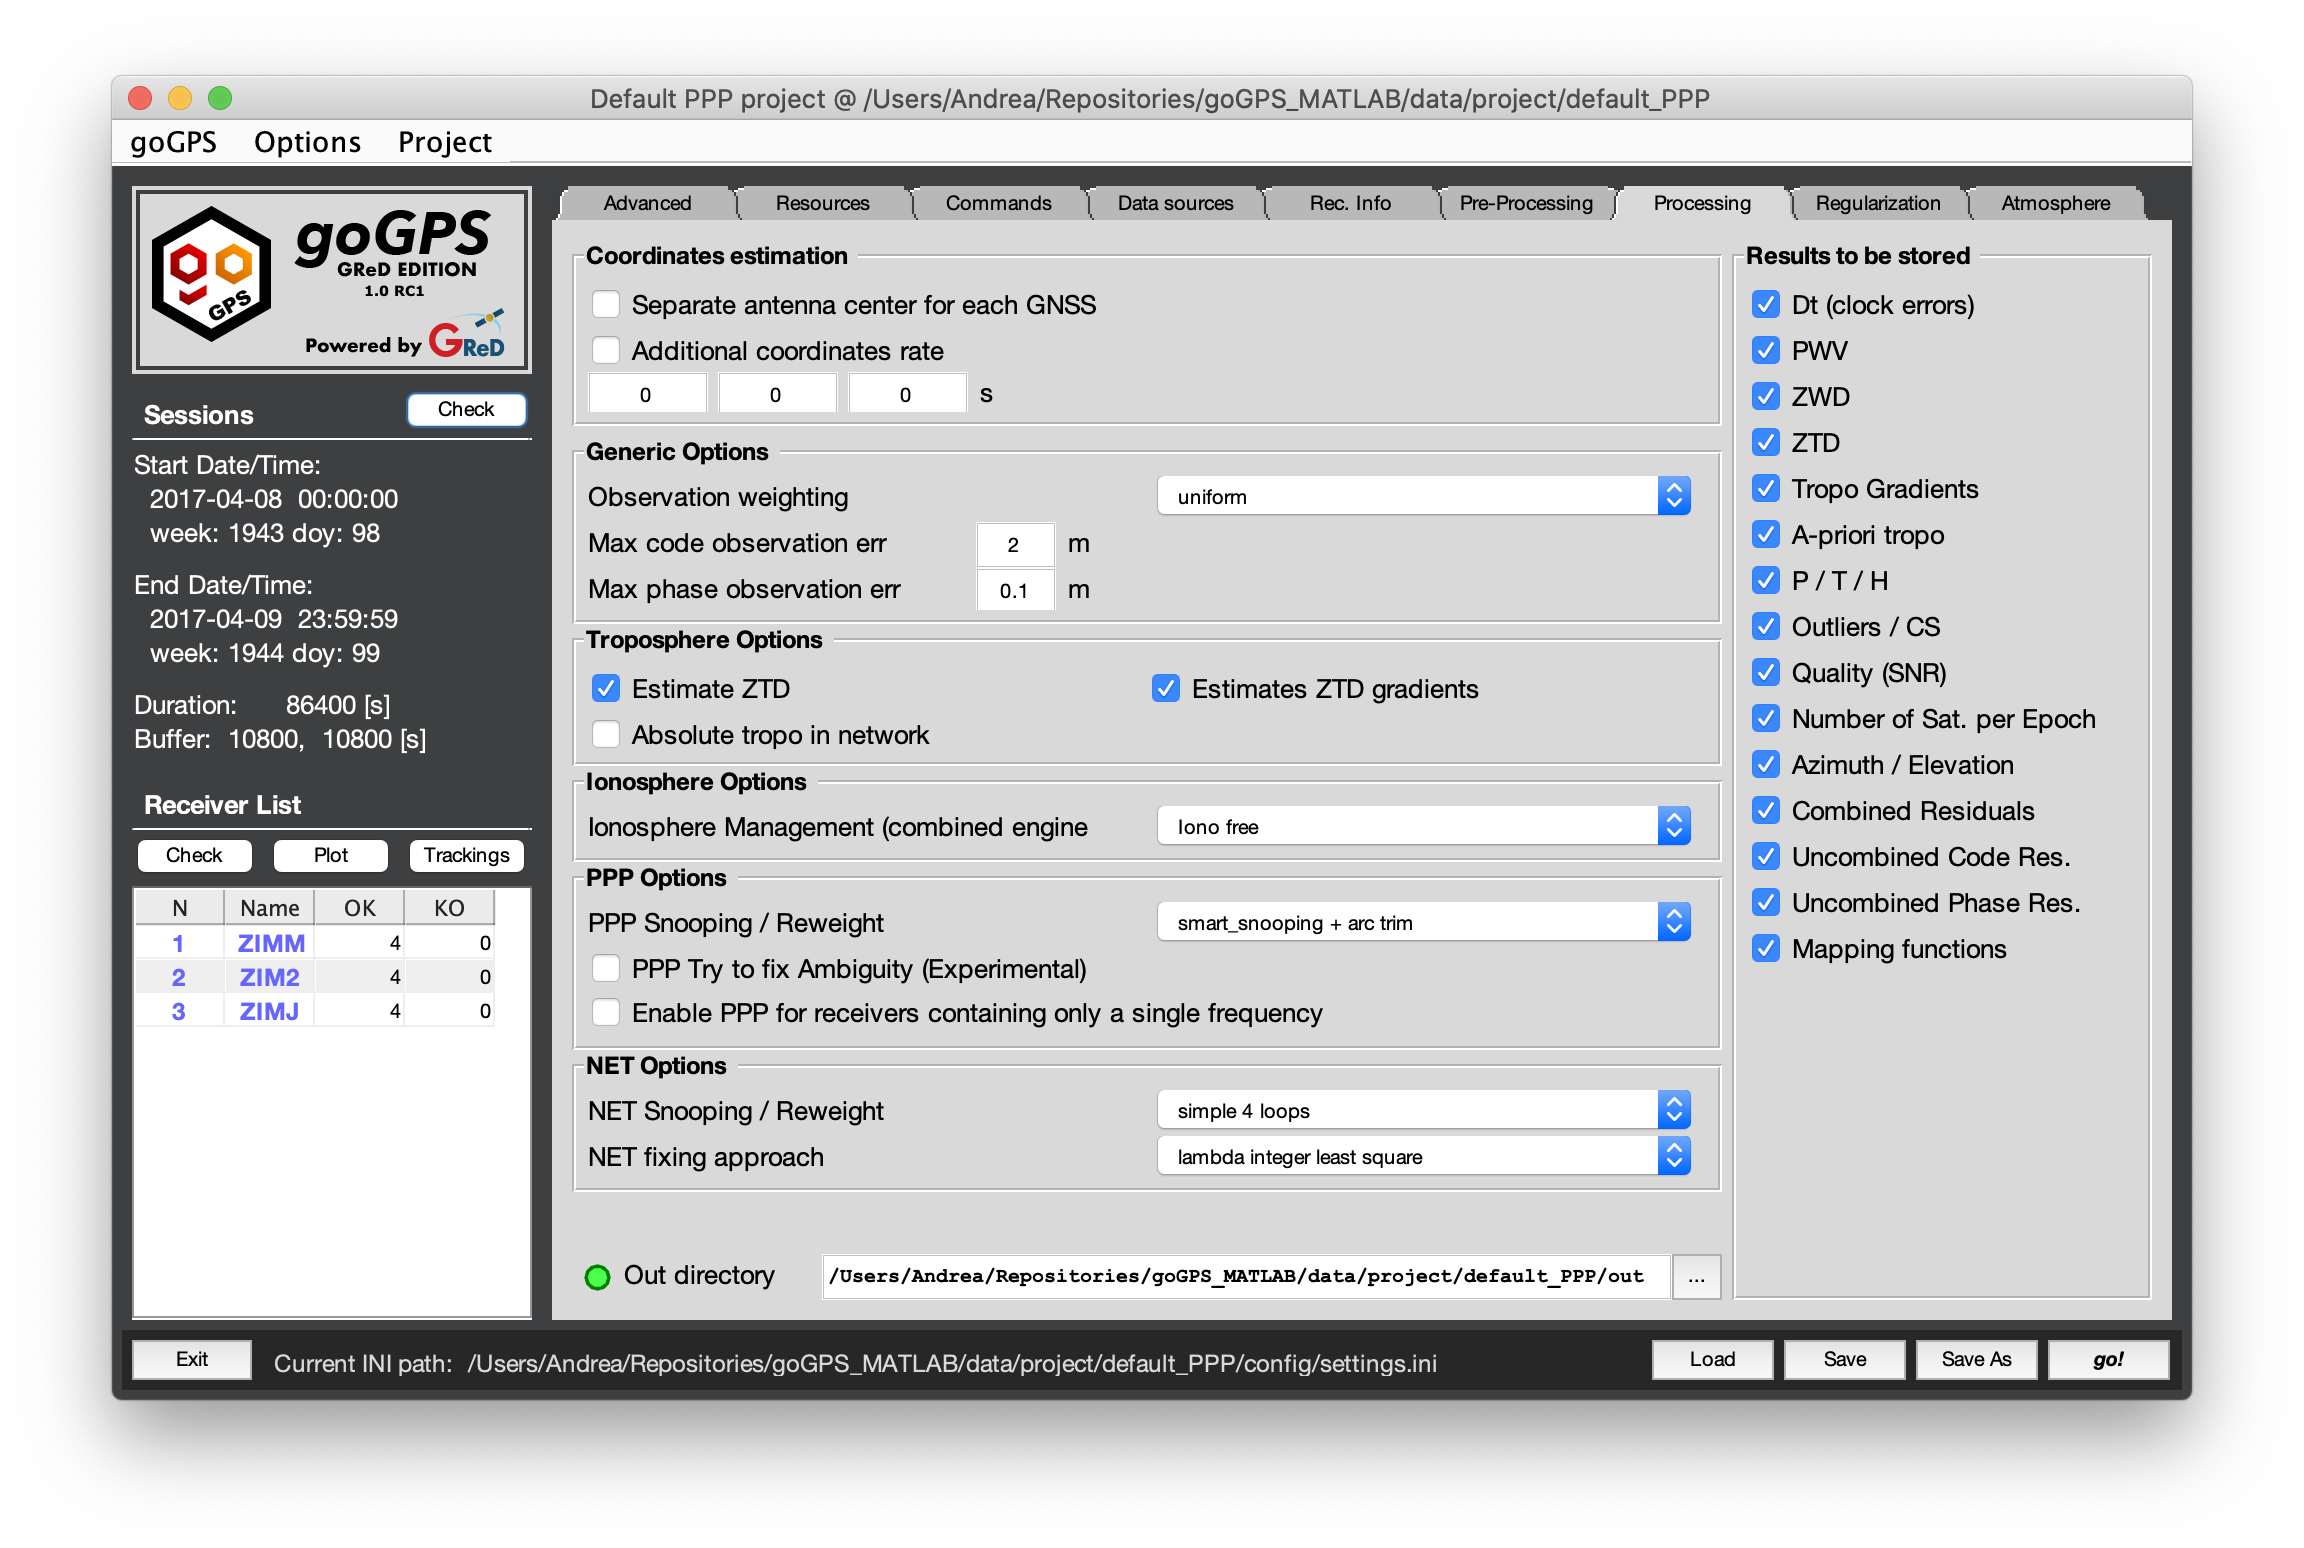 Default PPP project @ /Users/Andrea/Repositories/goGPS_MATLAB/data/project/default_PPP
goGPS Options Project
go GPS
goGPS
GReD EDITION
1.0 RC1
Powered by GReD
Sessions Check
Start Date/Time:
2017-04-08 00:00:00
week: 1943 doy: 98
End Date/Time:
2017-04-09 23:59:59
week: 1944 doy: 99
Duration: 86400 [s]
Buffer: 10800, 10800 [s]
Receiver List
Check Plot Trackings
N Name OK KO
1 ZIMM 4 0
2 ZIM2 4 0
3 ZIMJ 4 0
Advanced Resources Commands Data sources Rec. Info Pre-Processing Processing Regularization Atmosphere
Coordinates estimation
Separate antenna center for each GNSS
Additional coordinates rate
0 0 0 s
Generic Options
Observation weighting uniform
Max code observation err 2 m
Max phase observation err 0.1 m
Troposphere Options
Estimate ZTD Estimates ZTD gradients
Absolute tropo in network
Ionosphere Options
Ionosphere Management (combined engine Iono free
PPP Options
PPP Snooping / Reweight smart_snooping + arc trim
PPP Try to fix Ambiguity (Experimental)
Enable PPP for receivers containing only a single frequency
NET Options
NET Snooping / Reweight simple 4 loops
NET fixing approach lambda integer least square
Out directory /Users/Andrea/Repositories/goGPS_MATLAB/data/project/default_PPP/out ...
Results to be stored
Dt (clock errors)
PWV
ZWD
ZTD
Tropo Gradients
A-priori tropo
P / T / H
Outliers / CS
Quality (SNR)
Number of Sat. per Epoch
Azimuth / Elevation
Combined Residuals
Uncombined Code Res.
Uncombined Phase Res.
Mapping functions
Exit Current INI path: /Users/Andrea/Repositories/goGPS_MATLAB/data/project/default_PPP/config/settings.ini Load Save Save As go!